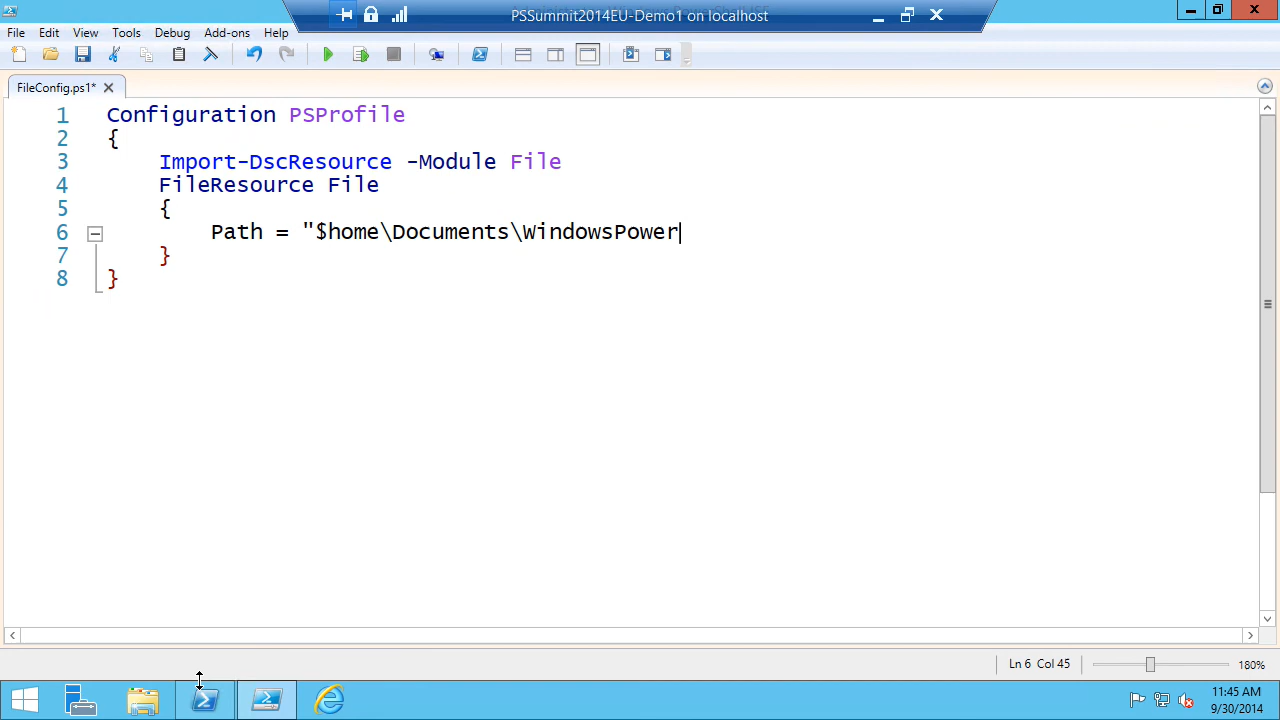 PSSummit2014EU-Demo1 on localhost
File Edit View Tools Debug Add-ons Help
FileConfig.ps1*
1 Configuration PSProfile
2 {
3     Import-DscResource -Module File
4     FileResource File
5     {
6         Path = "$home\Documents\WindowsPower
7     }
8 }
Ln 6 Col 45
180%
11:45 AM
9/30/2014